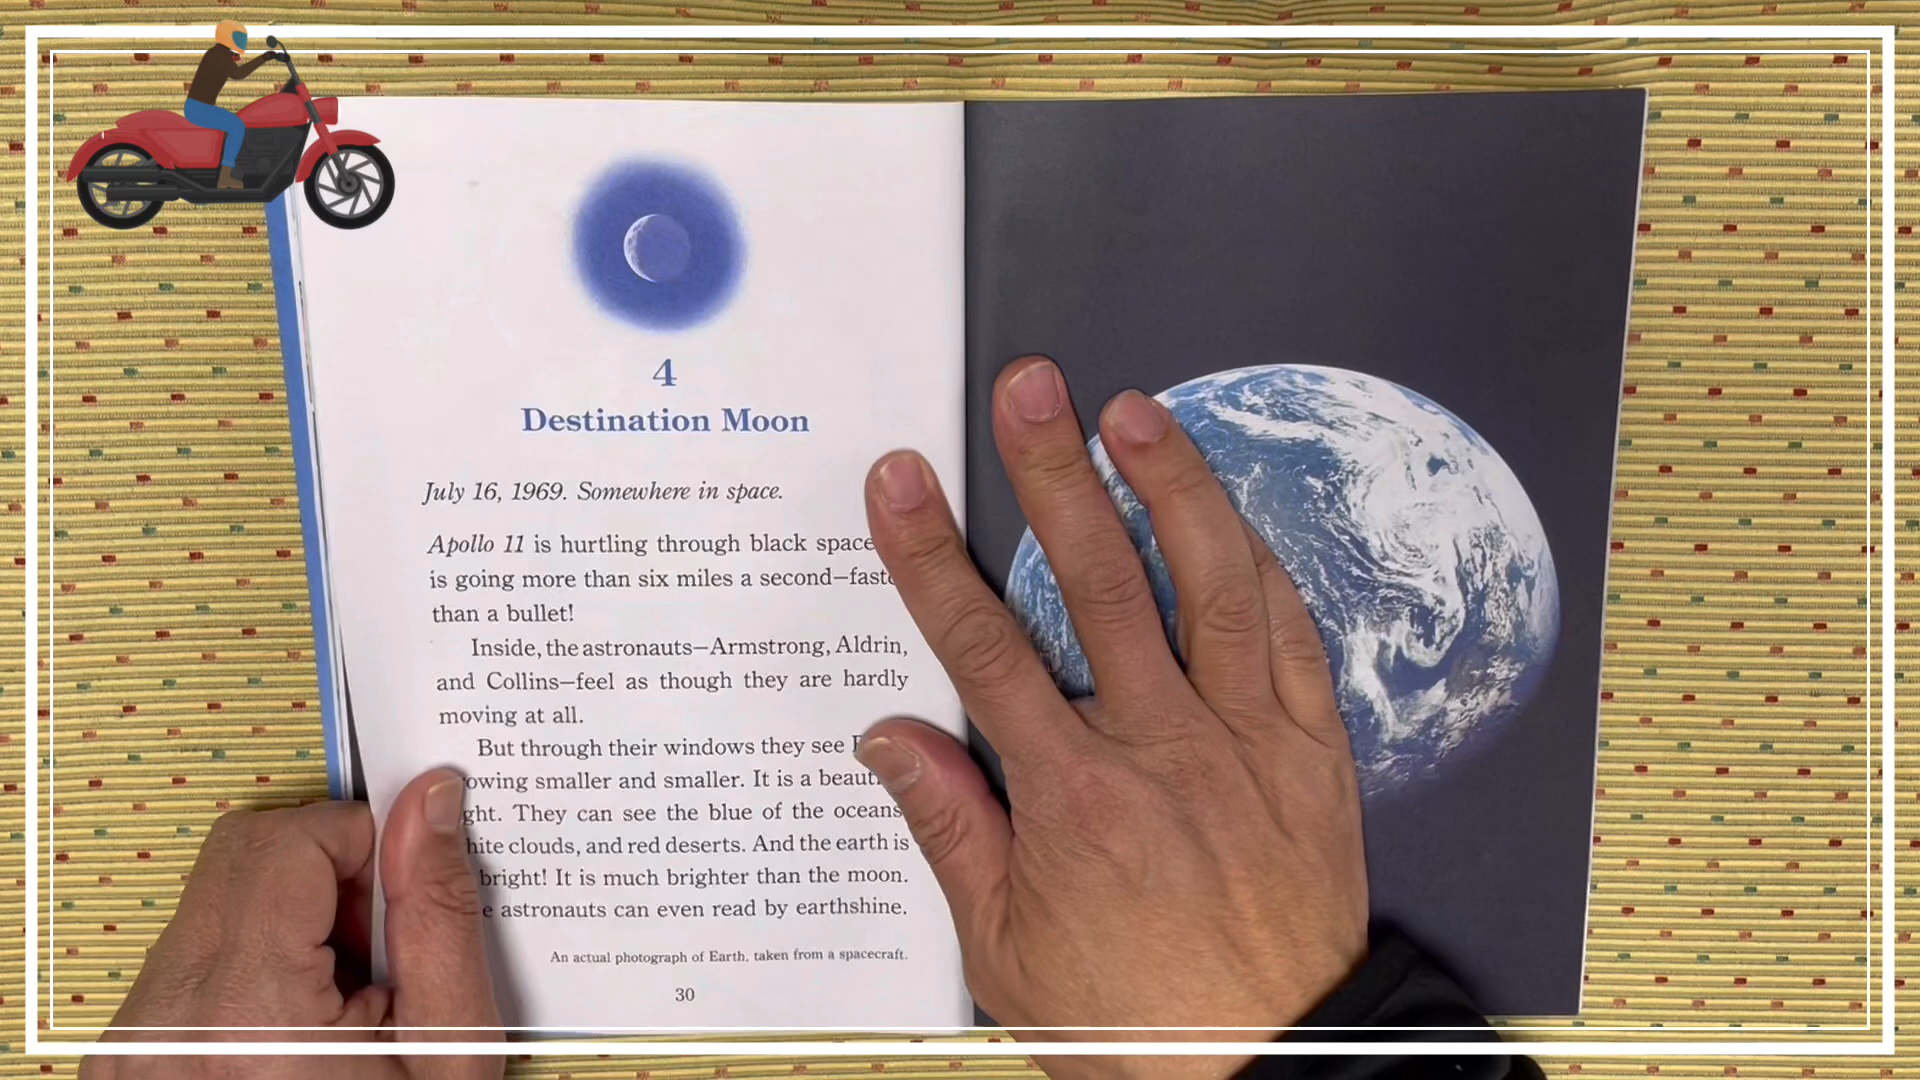 4
Destination Moon
July 16, 1969. Somewhere in space.
Apollo 11 is hurtling through black space
is going more than six miles a second—fast
than a bullet!
Inside, the astronauts—Armstrong, Aldrin,
and Collins—feel as though they are hardly
moving at all.
But through their windows they see
smaller and smaller. It is a
They can see the blue of the oceans
clouds, and red deserts. And the earth is
bright! It is much brighter than the moon.
astronauts can even read by earthshine.
An actual photograph of Earth, taken from a spacecraft.
30